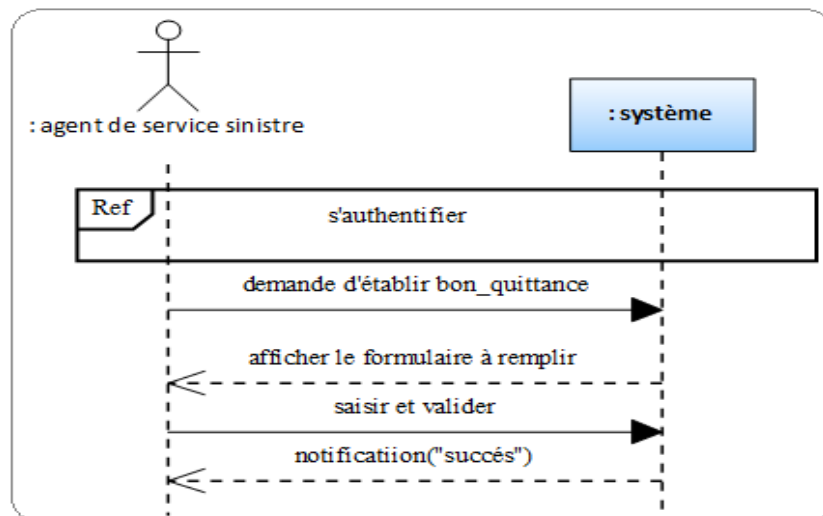 : agent de service sinistre
: système
Ref
s'authentifier
demande d'établir bon_quittance
afficher le formulaire à remplir
saisir et valider
notificatiion("succés")